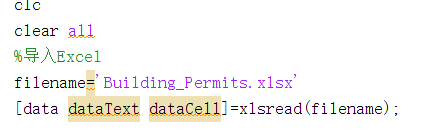 clc
clear all
%导入Excel
filename='Building_Permits.xlsx'
[data dataText dataCell]=xlsread(filename);